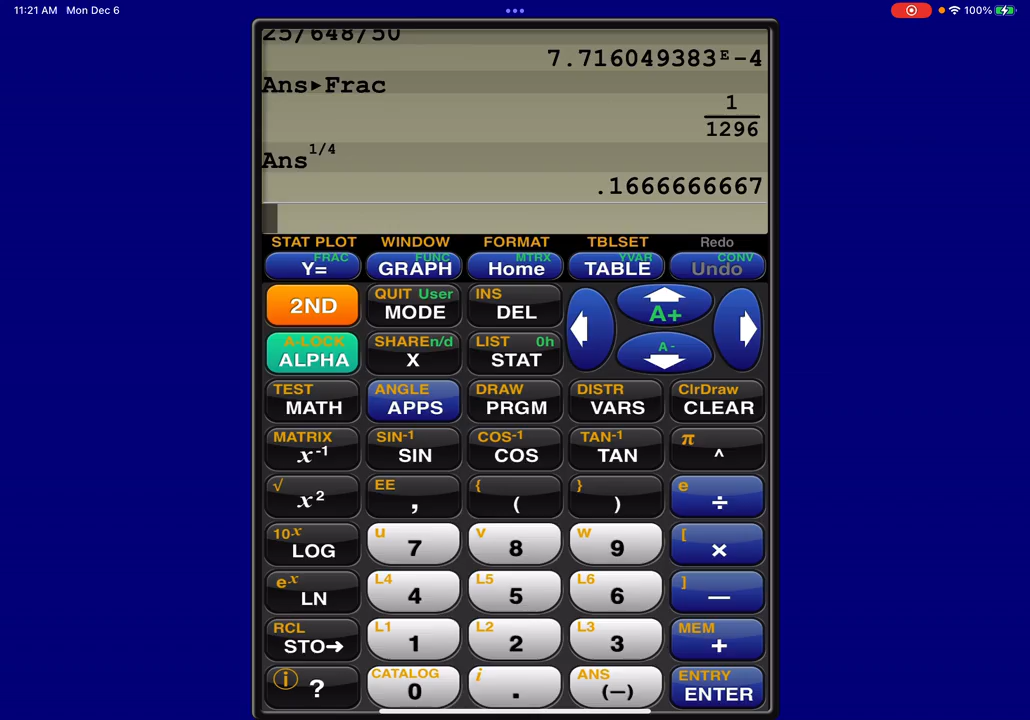 11:21 AM Mon Dec 6
100%
25/648/50
7.716049383ᴇ-4
Ans▸Frac
1
1296
Ans^1/4
.1666666667
STAT PLOT WINDOW FORMAT TBLSET Redo
FRAC FUNC MTRX YVAR CONV
Y= GRAPH Home TABLE Undo
QUIT User INS
2ND MODE DEL A+
A-LOCK SHARE n/d LIST 0h A-
ALPHA X STAT
TEST ANGLE DRAW DISTR ClrDraw
MATH APPS PRGM VARS CLEAR
MATRIX SIN-1 COS-1 TAN-1 π
x-1 SIN COS TAN ^
√ EE { } e
x2 , ( ) ÷
10x u v w [
LOG 7 8 9 ×
ex L4 L5 L6 ]
LN 4 5 6 —
RCL L1 L2 L3 MEM
STO➔ 1 2 3 +
i CATALOG i ANS ENTRY
? 0 . (—) ENTER